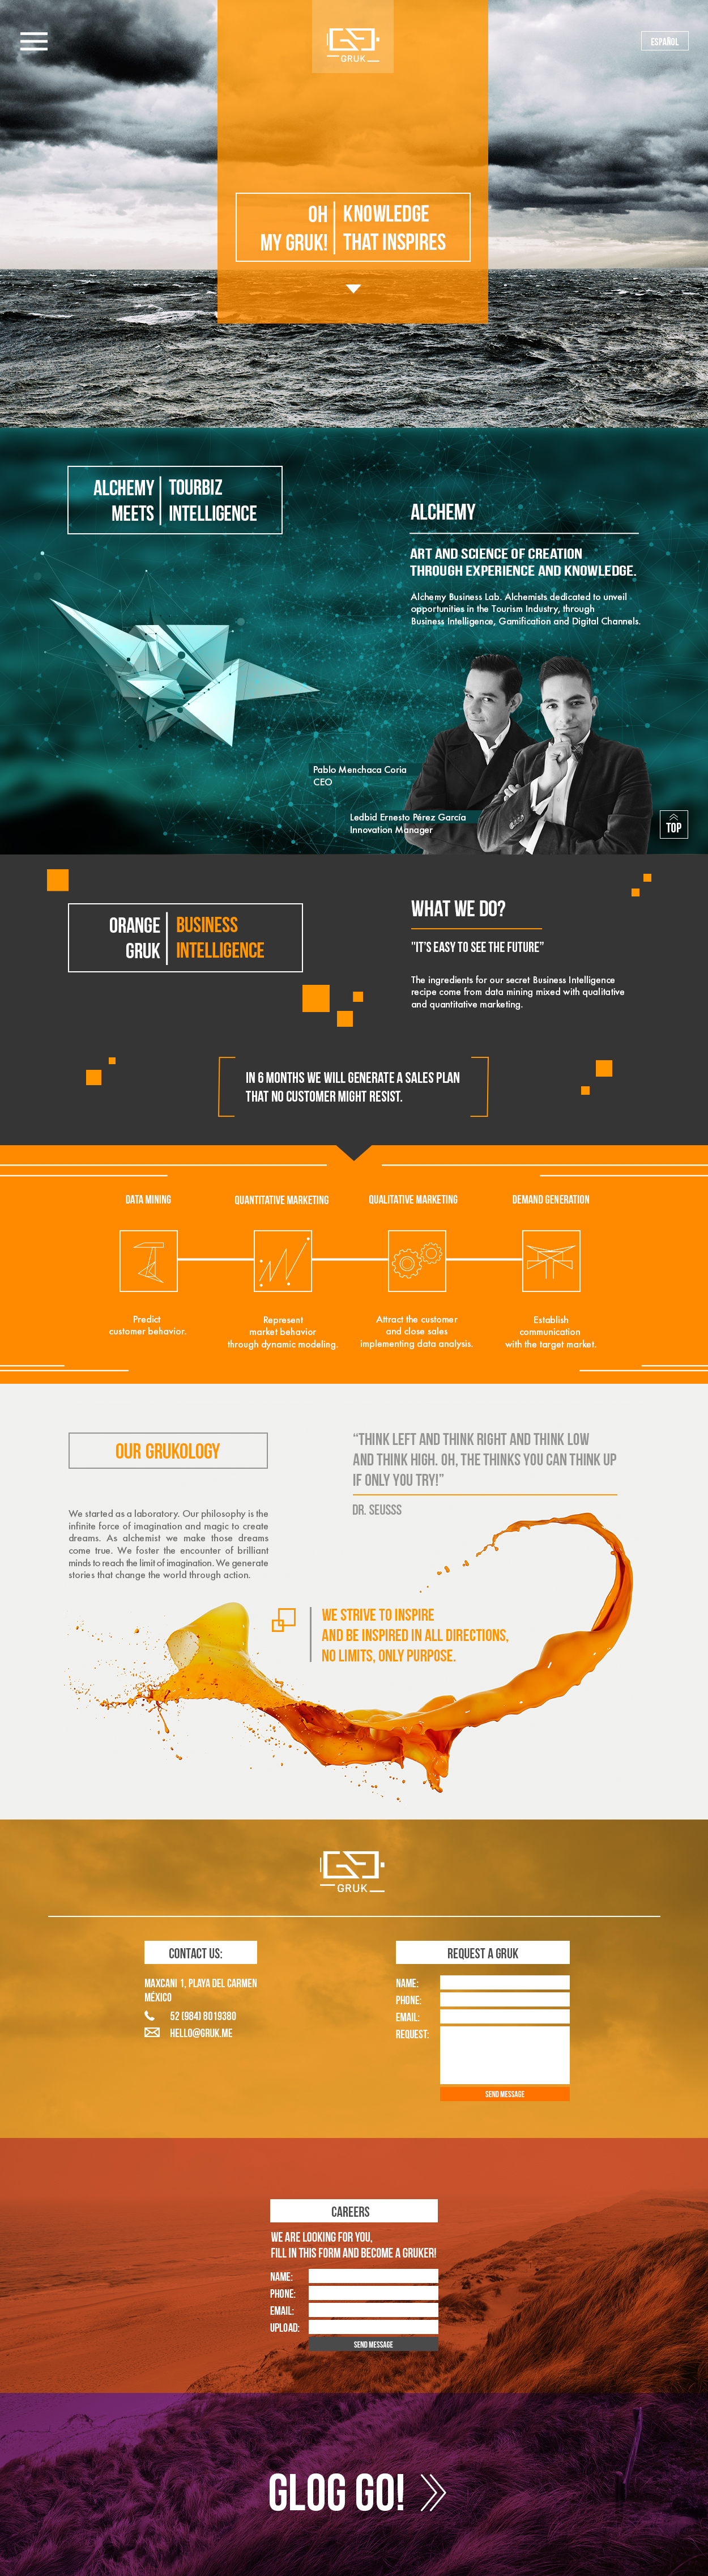 GRUK
ESPAÑOL
OH
MY GRUK!
KNOWLEDGE
THAT INSPIRES
ALCHEMY
MEETS
TOURBIZ
INTELLIGENCE
ALCHEMY
ART AND SCIENCE OF CREATION
THROUGH EXPERIENCE AND KNOWLEDGE.
Alchemy Business Lab. Alchemists dedicated to unveil
opportunities in the Tourism Industry, through
Business Intelligence, Gamification and Digital Channels.
Pablo Menchaca Coria
CEO
Ledbid Ernesto Pérez García
Innovation Manager
TOP
ORANGE
GRUK
BUSINESS
INTELLIGENCE
WHAT WE DO?
"IT'S EASY TO SEE THE FUTURE"
The ingredients for our secret Business Intelligence
recipe come from data mining mixed with qualitative
and quantitative marketing.
IN 6 MONTHS WE WILL GENERATE A SALES PLAN
THAT NO CUSTOMER MIGHT RESIST.
DATA MINING
QUANTITATIVE MARKETING
QUALITATIVE MARKETING
DEMAND GENERATION
Predict
customer behavior.
Represent
market behavior
through dynamic modeling.
Attract the customer
and close sales
implementing data analysis.
Establish
communication
with the target market.
OUR GRUKOLOGY
We started as a laboratory. Our philosophy is the
infinite force of imagination and magic to create
dreams. As alchemist we make those dreams
come true. We foster the encounter of brilliant
minds to reach the limit of imagination. We generate
stories that change the world through action.
“THINK LEFT AND THINK RIGHT AND THINK LOW
AND THINK HIGH. OH, THE THINKS YOU CAN THINK UP
IF ONLY YOU TRY!”
DR. SEUSSS
WE STRIVE TO INSPIRE
AND BE INSPIRED IN ALL DIRECTIONS,
NO LIMITS, ONLY PURPOSE.
GRUK
CONTACT US:
MAXCANI 1, PLAYA DEL CARMEN
MÉXICO
52 (984) 8019380
HELLO@GRUK.ME
REQUEST A GRUK
NAME:
PHONE:
EMAIL:
REQUEST:
SEND MESSAGE
CAREERS
WE ARE LOOKING FOR YOU,
FILL IN THIS FORM AND BECOME A GRUKER!
NAME:
PHONE:
EMAIL:
UPLOAD:
SEND MESSAGE
GLOG GO!